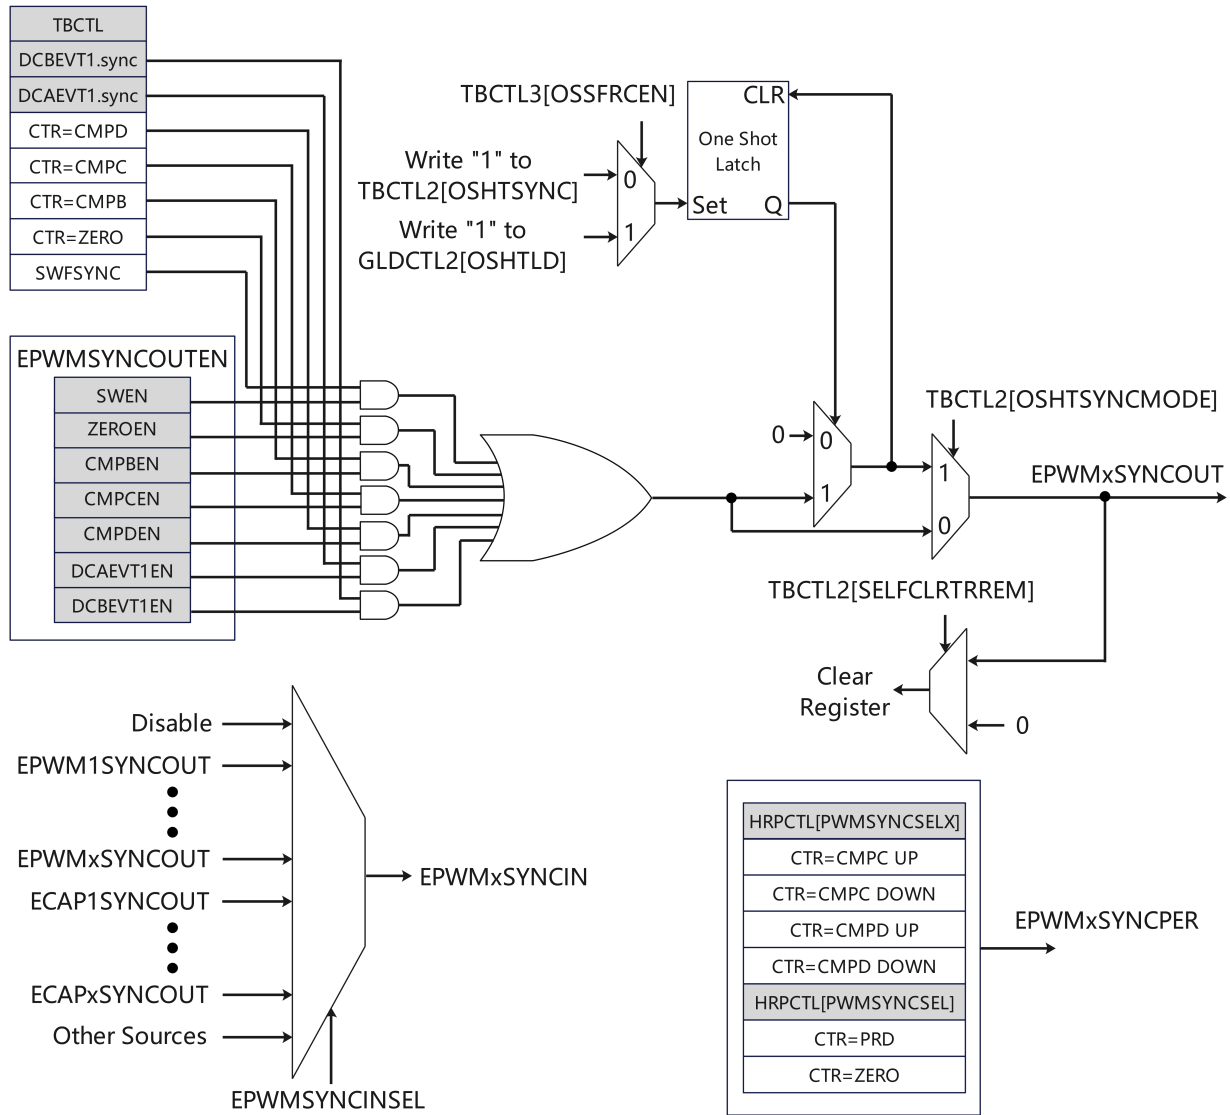 TBCTL
DCBEVT1.sync
DCAEVT1.sync
CTR=CMPD
CTR=CMPC
CTR=CMPB
CTR=ZERO
SWFSYNC
TBCTL3[OSSFRCEN]
Write "1" to
TBCTL2[OSHTSYNC]
Write "1" to
GLDCTL2[OSHTLD]
0
1
CLR
One Shot
Latch
Set Q
EPWMSYNCOUTEN
SWEN
ZEROEN
CMPBEN
CMPCEN
CMPDEN
DCAEVT1EN
DCBEVT1EN
0
0
1
TBCTL2[OSHTSYNCMODE]
1
0
EPWMxSYNCOUT
TBCTL2[SELFCLRTRREM]
Clear
Register
0
Disable
EPWM1SYNCOUT
EPWMxSYNCOUT
ECAP1SYNCOUT
ECAPxSYNCOUT
Other Sources
EPWMxSYNCIN
EPWMSYNCINSEL
HRPCTL[PWMSYNCSELX]
CTR=CMPC UP
CTR=CMPC DOWN
CTR=CMPD UP
CTR=CMPD DOWN
HRPCTL[PWMSYNCSEL]
CTR=PRD
CTR=ZERO
EPWMxSYNCPER